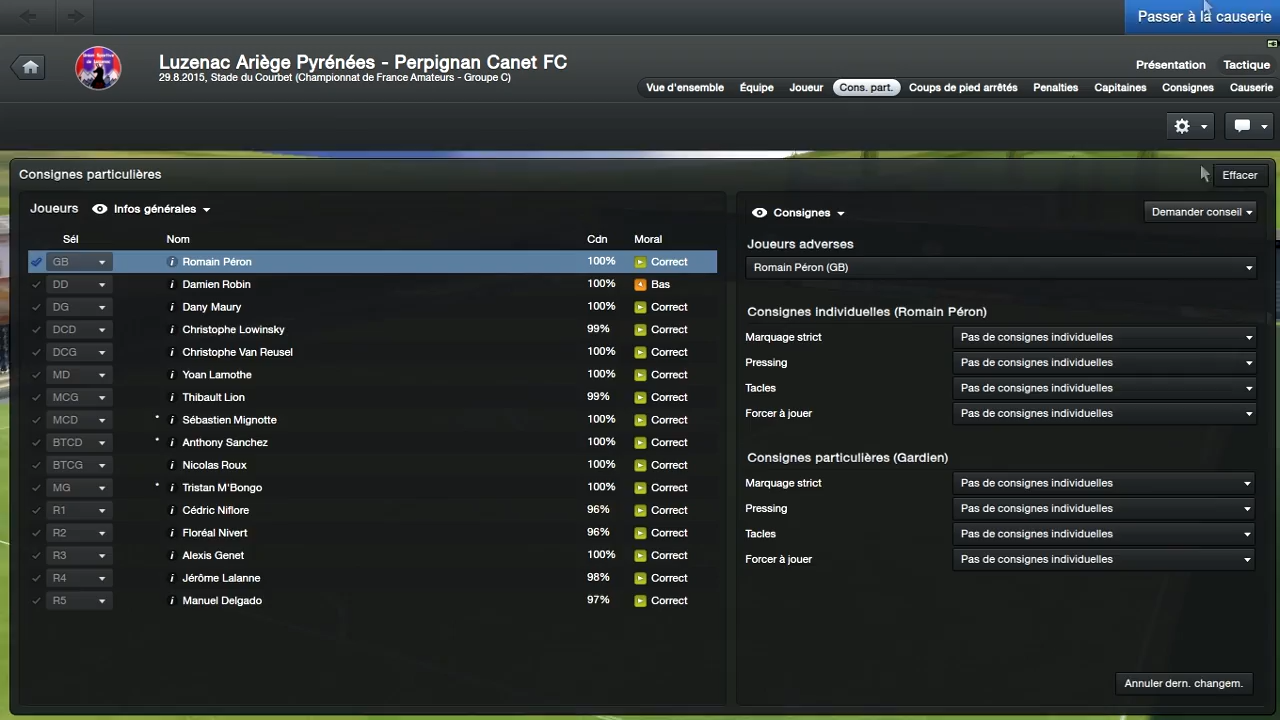 Passer à la causerie
Luzenac Ariège Pyrénées - Perpignan Canet FC
29.8.2015, Stade du Courbet (Championnat de France Amateurs - Groupe C)
Présentation Tactique
Vue d'ensemble Équipe Joueur Cons. part. Coups de pied arrêtés Penalties Capitaines Consignes Causerie
Consignes particulières
Effacer
Joueurs Infos générales
Sél Nom Cdn Moral
GB i Romain Péron 100% Correct
DD i Damien Robin 100% Bas
DG i Dany Maury 100% Correct
DCD i Christophe Lowinsky 99% Correct
DCG i Christophe Van Reusel 100% Correct
MD i Yoan Lamothe 100% Correct
MCG i Thibault Lion 99% Correct
MCD * i Sébastien Mignotte 100% Correct
BTCD * i Anthony Sanchez 100% Correct
BTCG i Nicolas Roux 100% Correct
MG * i Tristan M'Bongo 100% Correct
R1 i Cédric Niflore 96% Correct
R2 i Floréal Nivert 96% Correct
R3 i Alexis Genet 100% Correct
R4 i Jérôme Lalanne 98% Correct
R5 i Manuel Delgado 97% Correct
Consignes Demander conseil
Joueurs adverses
Romain Péron (GB)
Consignes individuelles (Romain Péron)
Marquage strict Pas de consignes individuelles
Pressing Pas de consignes individuelles
Tacles Pas de consignes individuelles
Forcer à jouer Pas de consignes individuelles
Consignes particulières (Gardien)
Marquage strict Pas de consignes individuelles
Pressing Pas de consignes individuelles
Tacles Pas de consignes individuelles
Forcer à jouer Pas de consignes individuelles
Annuler dern. changem.